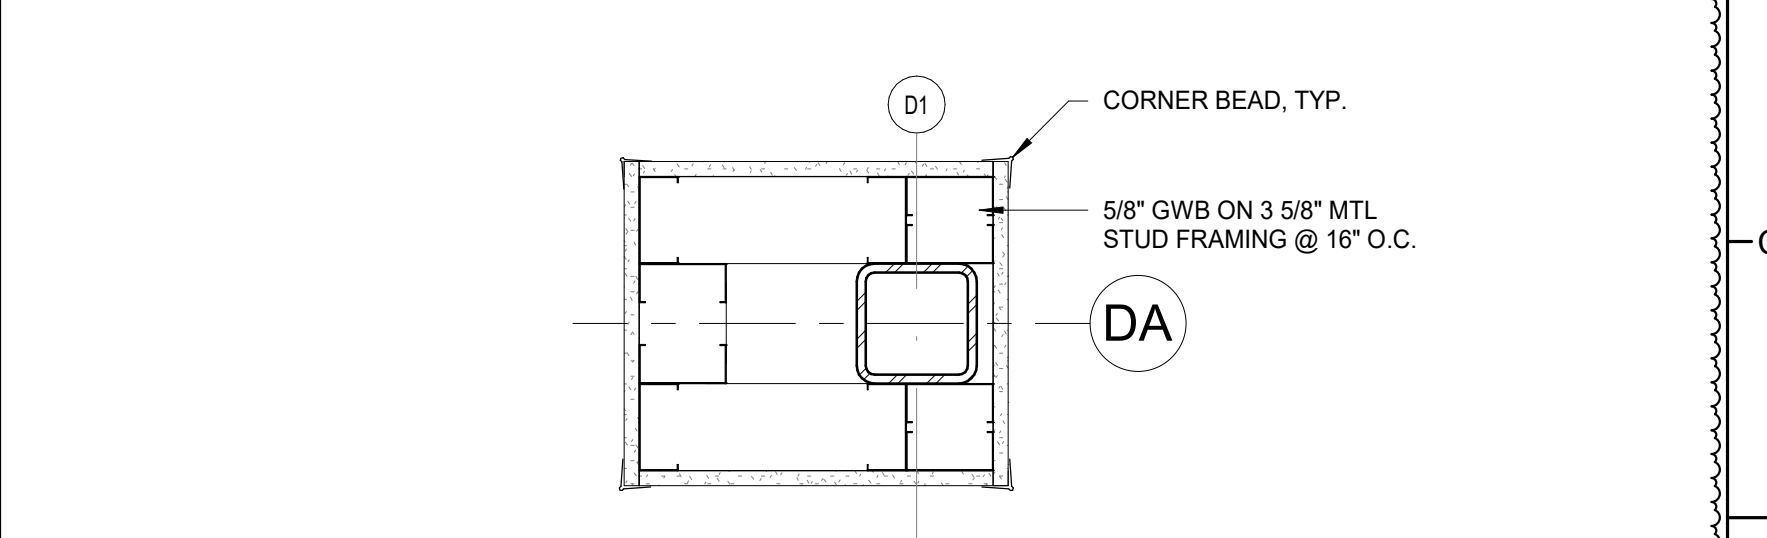 D1
CORNER BEAD, TYP.
5/8" GWB ON 3 5/8" MTL
STUD FRAMING @ 16" O.C.
DA